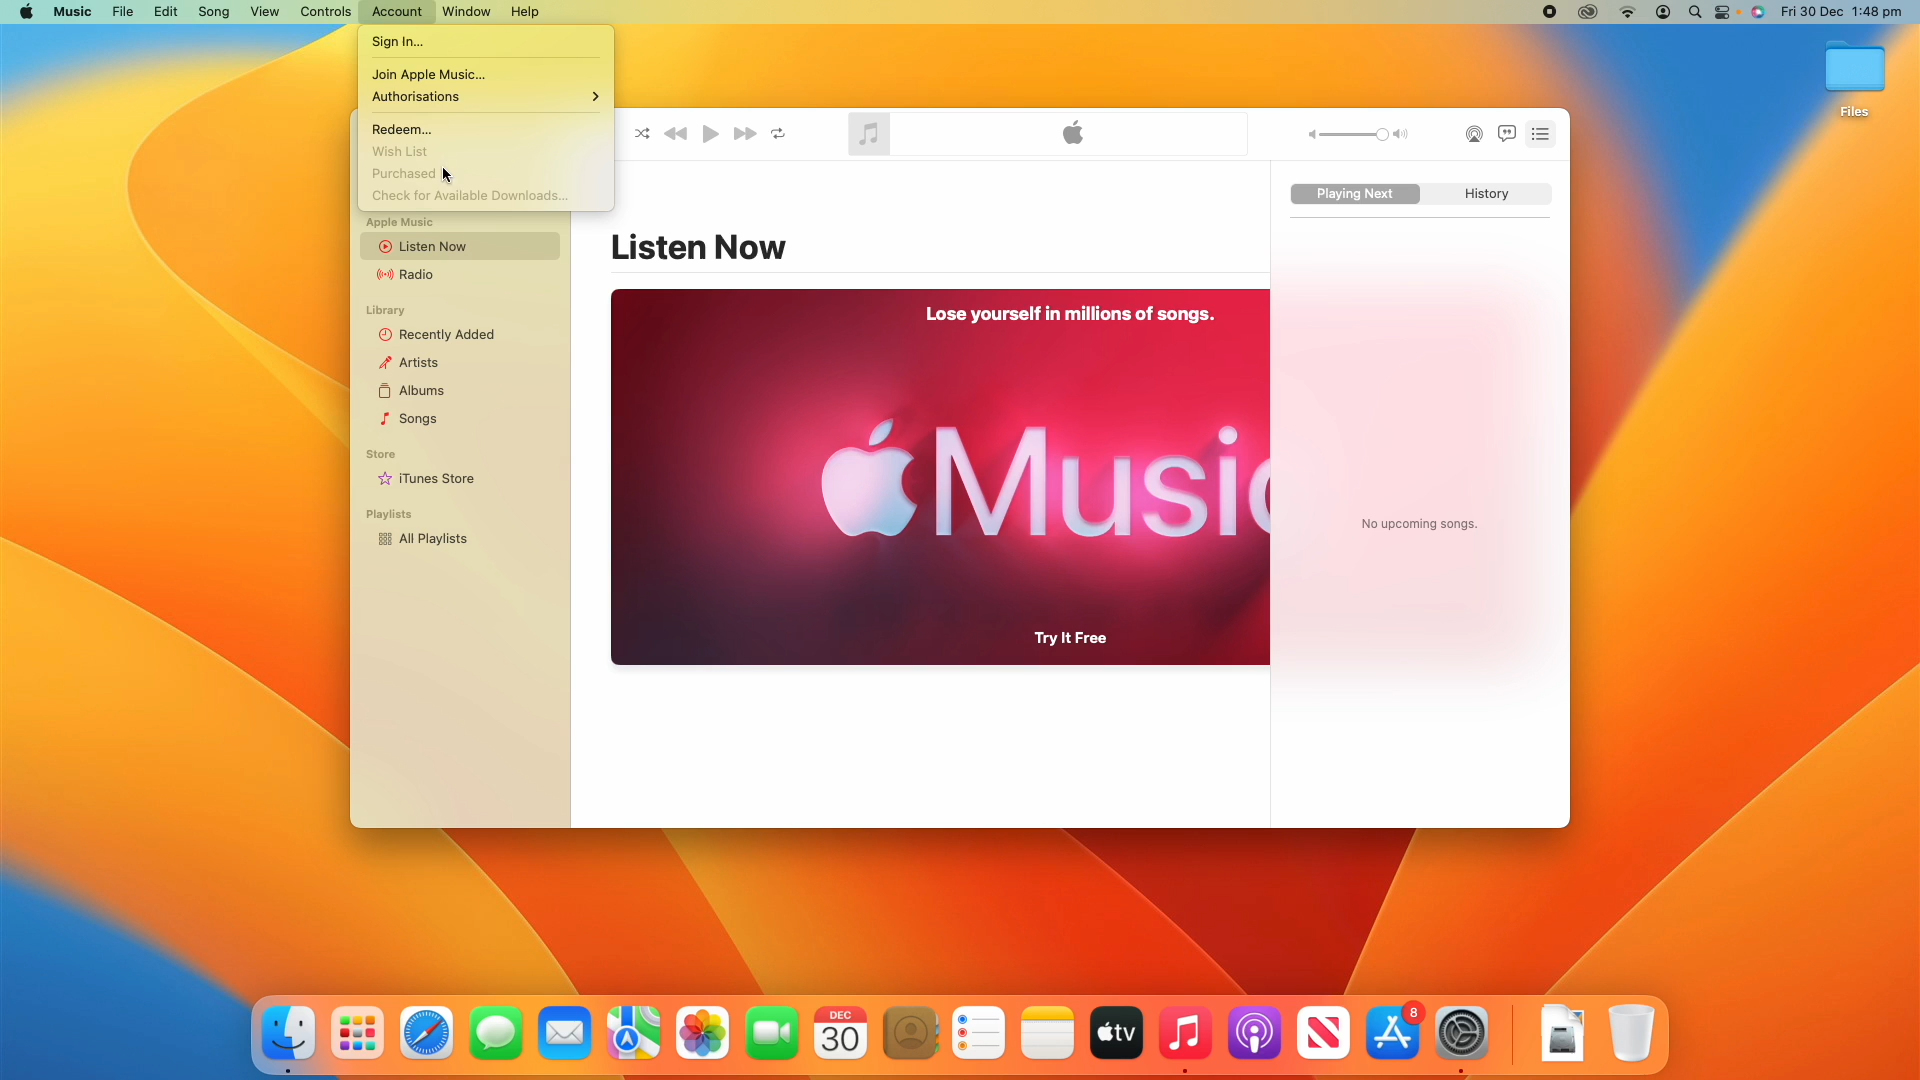 Music File Edit Song View Controls Account Window Help
Fri 30 Dec 1:48 pm
Sign In...
Join Apple Music...
Authorisations
Redeem...
Wish List
Purchased
Check for Available Downloads...
Files
Apple Music
Listen Now
Radio
Library
Recently Added
Artists
Albums
Songs
Store
iTunes Store
Playlists
All Playlists
Listen Now
Lose yourself in millions of songs.
Music
Try It Free
Playing Next History
No upcoming songs.
DEC
30
tv
8